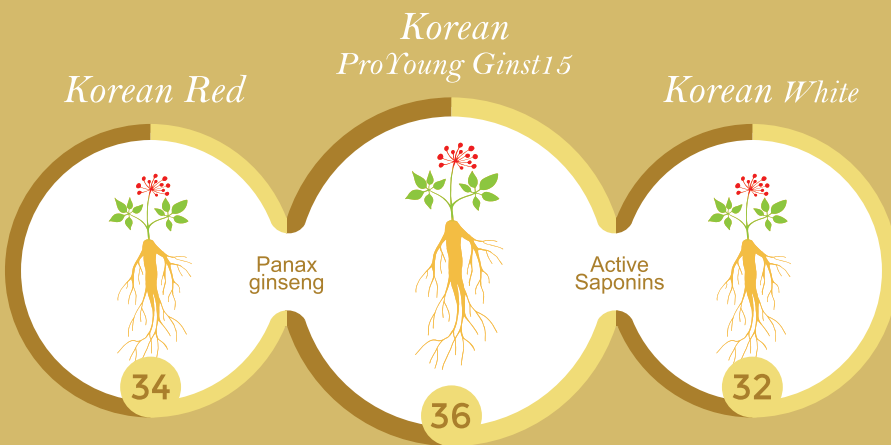 Korean
ProYoung Ginst15
Korean Red
Korean White
Panax
ginseng
Active
Saponins
34
36
32